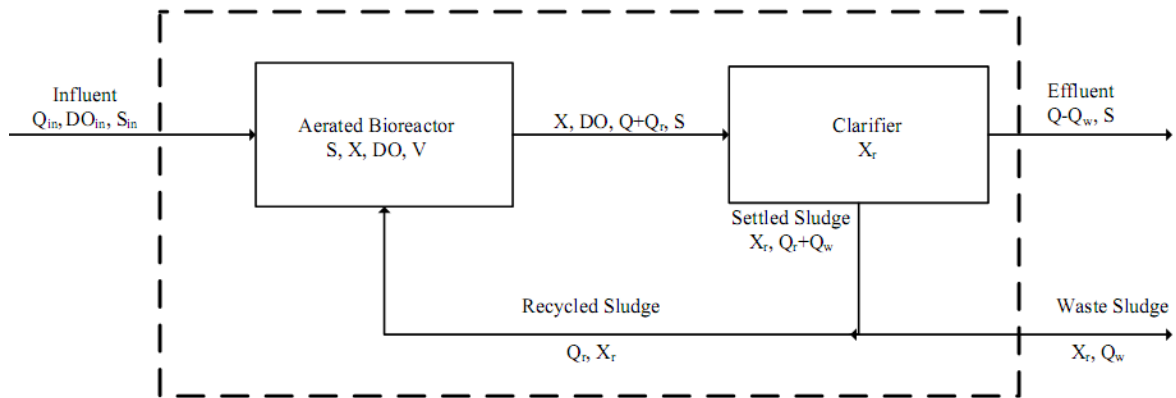 Influent
Qin, DOin, Sin
Aerated Bioreactor
S, X, DO, V
X, DO, Q+Qr, S
Clarifier
Xr
Effluent
Q-Qw, S
Settled Sludge
Xr, Qr+Qw
Recycled Sludge
Qr, Xr
Waste Sludge
Xr, Qw